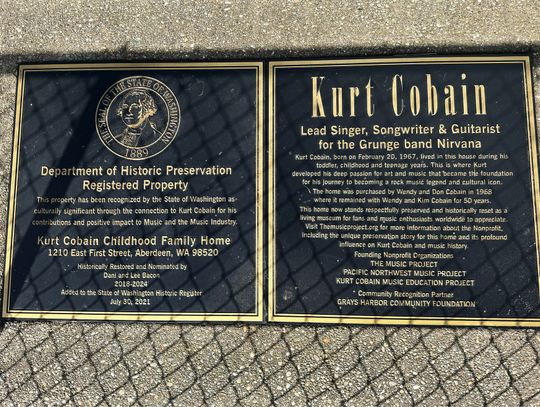 THE SEAL OF THE STATE OF WASHINGTON
1889
Department of Historic Preservation
Registered Property
This property has been recognized by the State of Washington as
culturally significant through the connection to Kurt Cobain for his
contributions and positive impact to Music and the Music Industry.
Kurt Cobain Childhood Family Home
1210 East First Street, Aberdeen, WA 98520
Historically Restored and Nominated by
Dani and Lee Bacon
2018-2024
Added to the State of Washington Historic Register
July 30, 2021
Kurt Cobain
Lead Singer, Songwriter & Guitarist
for the Grunge band Nirvana
Kurt Cobain, born on February 20, 1967, lived in this house during his
toddler, childhood and teenage years. This is where Kurt
developed his deep passion for art and music that became the foundation
for his journey to becoming a rock music legend and cultural icon.
The home was purchased by Wendy and Don Cobain in 1968
where it remained with Wendy and Kim Cobain for 50 years.
This home now stands respectfully preserved and historically reset as a
living museum for fans and music enthusiasts worldwide to appreciate.
Visit Themusicproject.org for more information about the Nonprofit,
including the unique preservation story for this home and its profound
influence on Kurt Cobain and music history.
Founding Nonprofit Organizations
THE MUSIC PROJECT
PACIFIC NORTHWEST MUSIC PROJECT
KURT COBAIN MUSIC EDUCATION PROJECT
Community Recognition Partner
GRAYS HARBOR COMMUNITY FOUNDATION